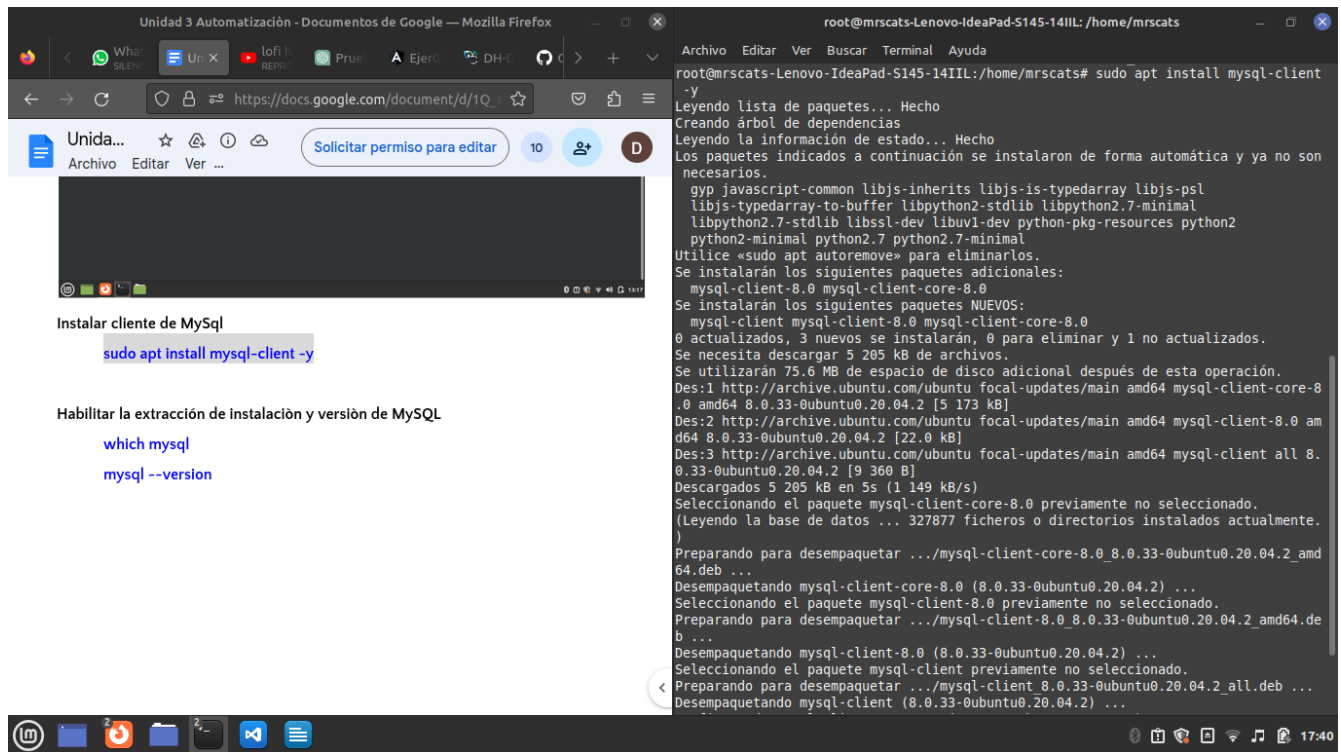 Unidad 3 Automatizaciòn - Documentos de Google — Mozilla Firefox
What
SILENC
Un
lofi h
REPRO
Prue
Ejer
DH-D
https://docs.google.com/document/d/1Q_
Unida...
Archivo Editar Ver ...
Solicitar permiso para editar
10
D
13:17
Instalar cliente de MySql
sudo apt install mysql-client -y
Habilitar la extracción de instalaciòn y versiòn de MySQL
which mysql
mysql --version
root@mrscats-Lenovo-IdeaPad-S145-14IIL: /home/mrscats
Archivo Editar Ver Buscar Terminal Ayuda
root@mrscats-Lenovo-IdeaPad-S145-14IIL:/home/mrscats# sudo apt install mysql-client
-y
Leyendo lista de paquetes... Hecho
Creando árbol de dependencias
Leyendo la información de estado... Hecho
Los paquetes indicados a continuación se instalaron de forma automática y ya no son
necesarios.
gyp javascript-common libjs-inherits libjs-is-typedarray libjs-psl
libjs-typedarray-to-buffer libpython2-stdlib libpython2.7-minimal
libpython2.7-stdlib libssl-dev libuv1-dev python-pkg-resources python2
python2-minimal python2.7 python2.7-minimal
Utilice «sudo apt autoremove» para eliminarlos.
Se instalarán los siguientes paquetes adicionales:
mysql-client-8.0 mysql-client-core-8.0
Se instalarán los siguientes paquetes NUEVOS:
mysql-client mysql-client-8.0 mysql-client-core-8.0
0 actualizados, 3 nuevos se instalarán, 0 para eliminar y 1 no actualizados.
Se necesita descargar 5 205 kB de archivos.
Se utilizarán 75.6 MB de espacio de disco adicional después de esta operación.
Des:1 http://archive.ubuntu.com/ubuntu focal-updates/main amd64 mysql-client-core-8
.0 amd64 8.0.33-0ubuntu0.20.04.2 [5 173 kB]
Des:2 http://archive.ubuntu.com/ubuntu focal-updates/main amd64 mysql-client-8.0 am
d64 8.0.33-0ubuntu0.20.04.2 [22.0 kB]
Des:3 http://archive.ubuntu.com/ubuntu focal-updates/main amd64 mysql-client all 8.
0.33-0ubuntu0.20.04.2 [9 360 B]
Descargados 5 205 kB en 5s (1 149 kB/s)
Seleccionando el paquete mysql-client-core-8.0 previamente no seleccionado.
(Leyendo la base de datos ... 327877 ficheros o directorios instalados actualmente.
)
Preparando para desempaquetar .../mysql-client-core-8.0_8.0.33-0ubuntu0.20.04.2_amd
64.deb ...
Desempaquetando mysql-client-core-8.0 (8.0.33-0ubuntu0.20.04.2) ...
Seleccionando el paquete mysql-client-8.0 previamente no seleccionado.
Preparando para desempaquetar .../mysql-client-8.0_8.0.33-0ubuntu0.20.04.2_amd64.de
b ...
Desempaquetando mysql-client-8.0 (8.0.33-0ubuntu0.20.04.2) ...
Seleccionando el paquete mysql-client previamente no seleccionado.
Preparando para desempaquetar .../mysql-client_8.0.33-0ubuntu0.20.04.2_all.deb ...
Desempaquetando mysql-client (8.0.33-0ubuntu0.20.04.2) ...
2
2
17:40